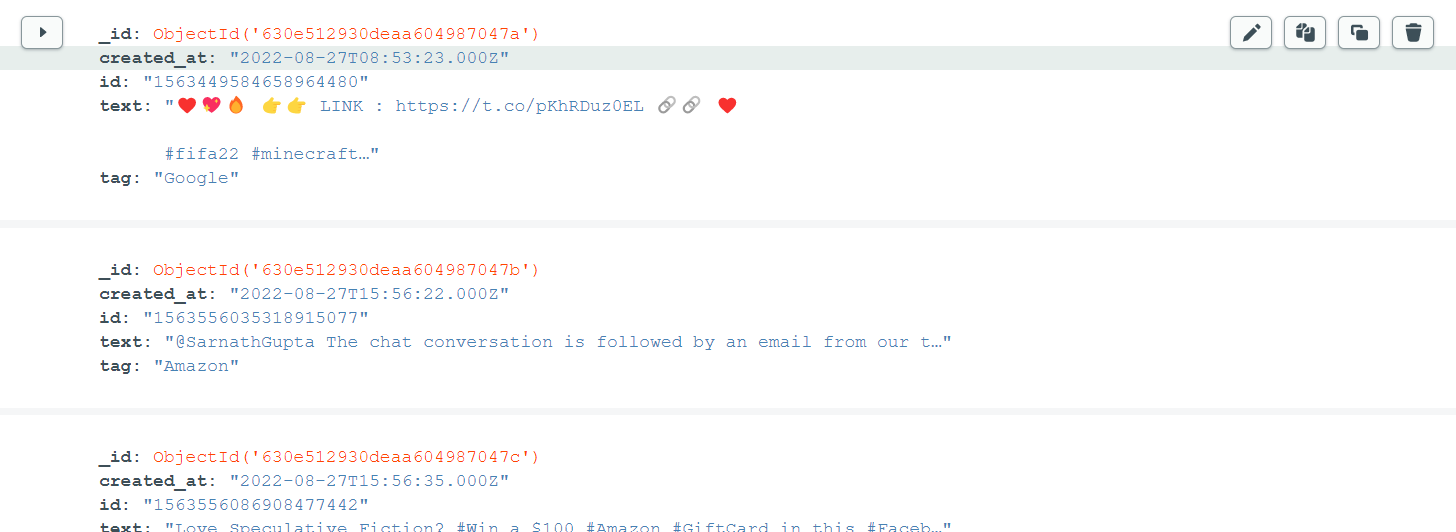 _id: ObjectId('630e512930deaa604987047a')
created_at: "2022-08-27T08:53:23.000Z"
id: "1563449584658964480"
text: "❤️💖🔥 👉👉 LINK : https://t.co/pKhRDuz0EL 🔗🔗 ❤️
#fifa22 #minecraft…"
tag: "Google"
_id: ObjectId('630e512930deaa604987047b')
created_at: "2022-08-27T15:56:22.000Z"
id: "1563556035318915077"
text: "@SarnathGupta The chat conversation is followed by an email from our t…"
tag: "Amazon"
_id: ObjectId('630e512930deaa604987047c')
created_at: "2022-08-27T15:56:35.000Z"
id: "1563556086908477442"
text: "Love Speculative Fiction? #Win a $100 #Amazon #GiftCard in this #Faceb…"